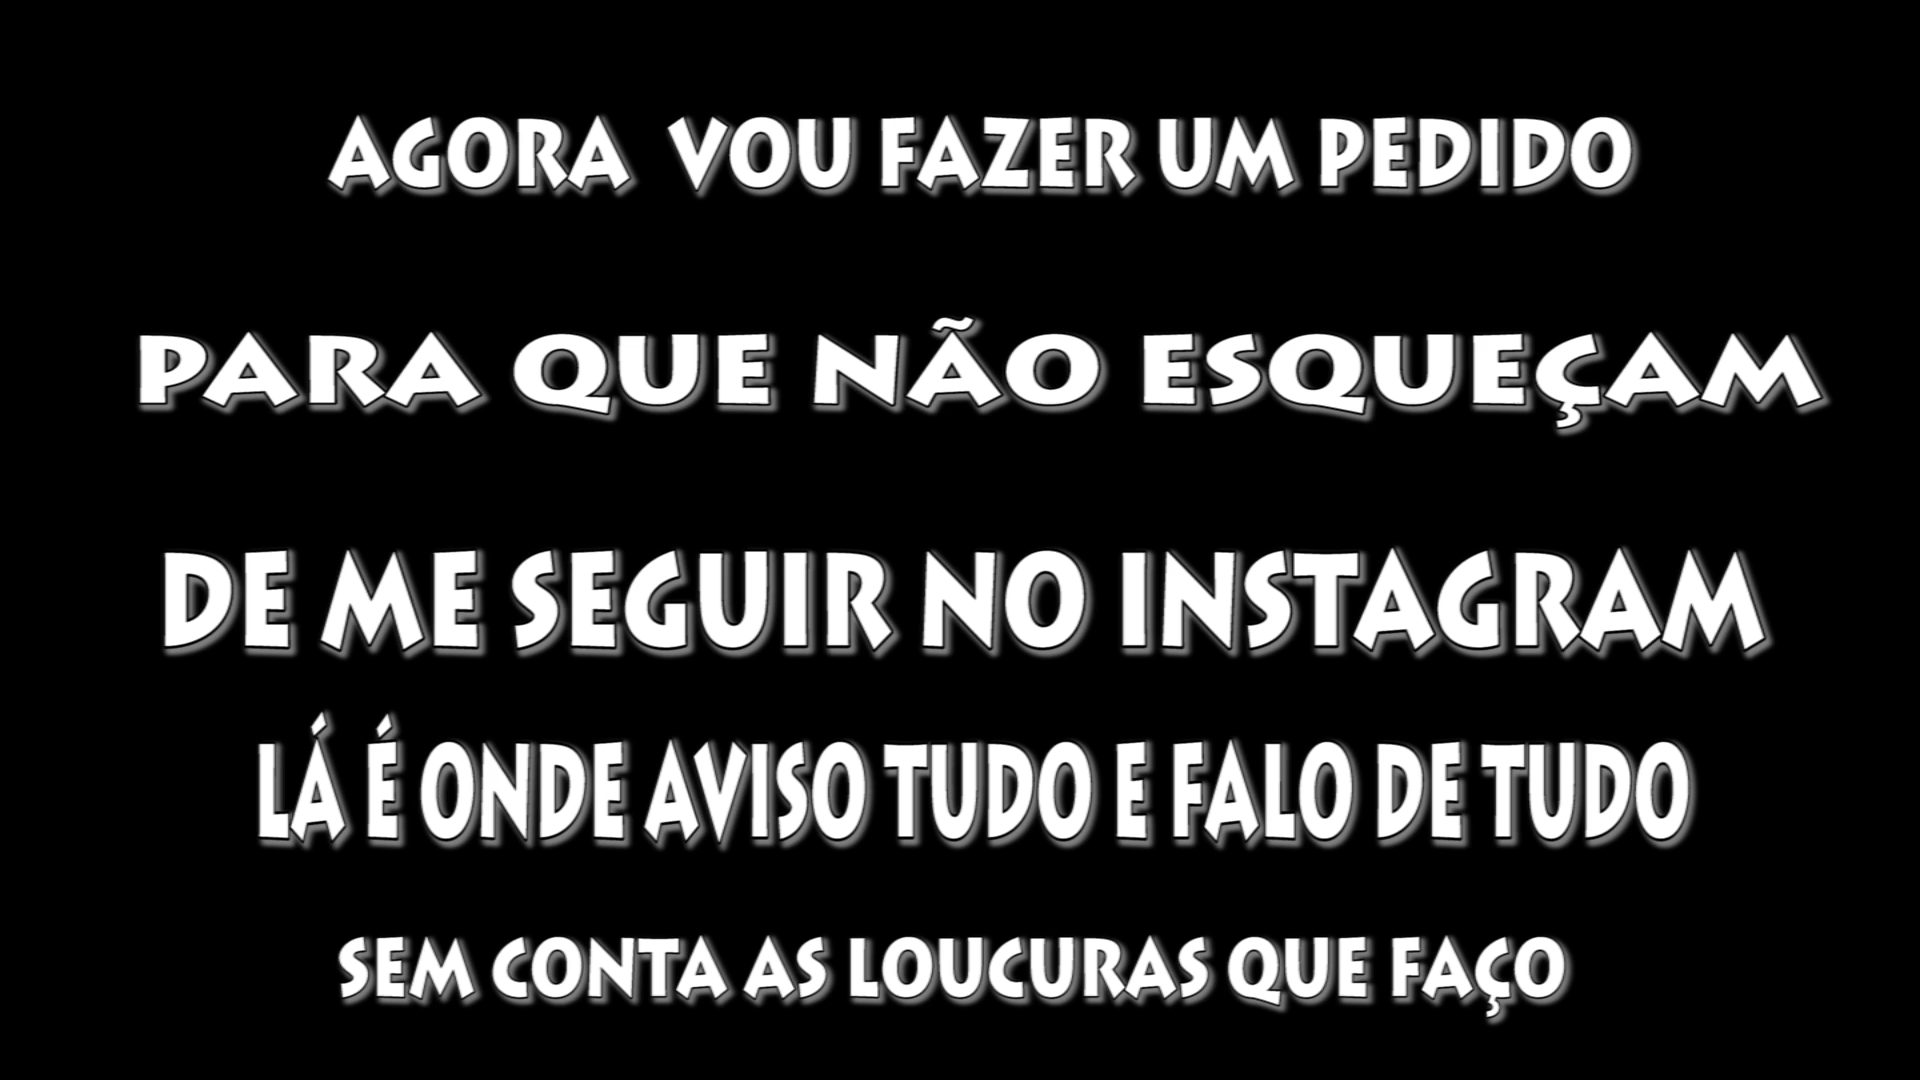 AGORA VOU FAZER UM PEDIDO
PARA QUE NÃO ESQUEÇAM
DE ME SEGUIR NO INSTAGRAM
LÁ É ONDE AVISO TUDO E FALO DE TUDO
SEM CONTA AS LOUCURAS QUE FAÇO